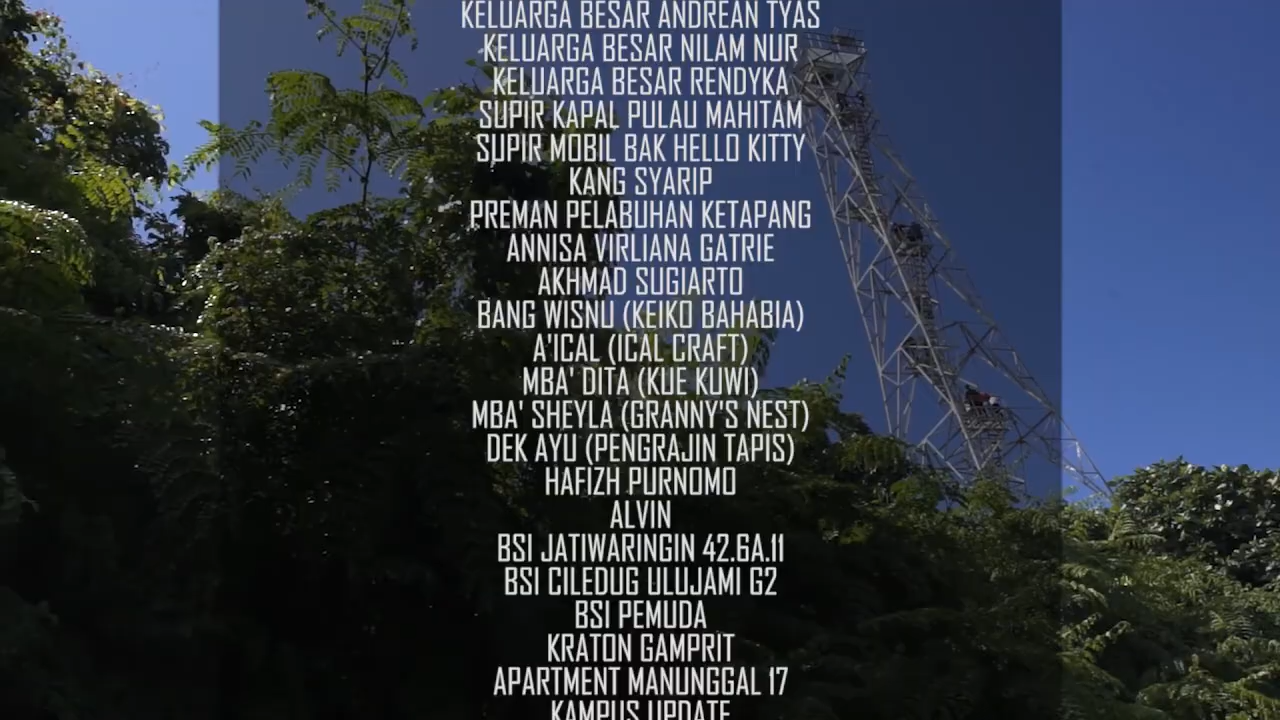 KELUARGA BESAR ANDREAN TYAS
KELUARGA BESAR NILAM NUR
KELUARGA BESAR RENDYKA
SUPIR KAPAL PULAU MAHITAM
SUPIR MOBIL BAK HELLO KITTY
KANG SYARIP
PREMAN PELABUHAN KETAPANG
ANNISA VIRLIANA GATRIE
AKHMAD SUGIARTO
BANG WISNU (KEIKO BAHABIA)
A'ICAL (ICAL CRAFT)
MBA' DITA (KUE KUWI)
MBA' SHEYLA (GRANNY'S NEST)
DEK AYU (PENGRAJIN TAPIS)
HAFIZH PURNOMO
ALVIN
BSI JATIWARINGIN 42.6A.11
BSI CILEDUG ULUJAMI G2
BSI PEMUDA
KRATON GAMPRIT
APARTMENT MANUNGGAL 17
KAMPUS UPDATE